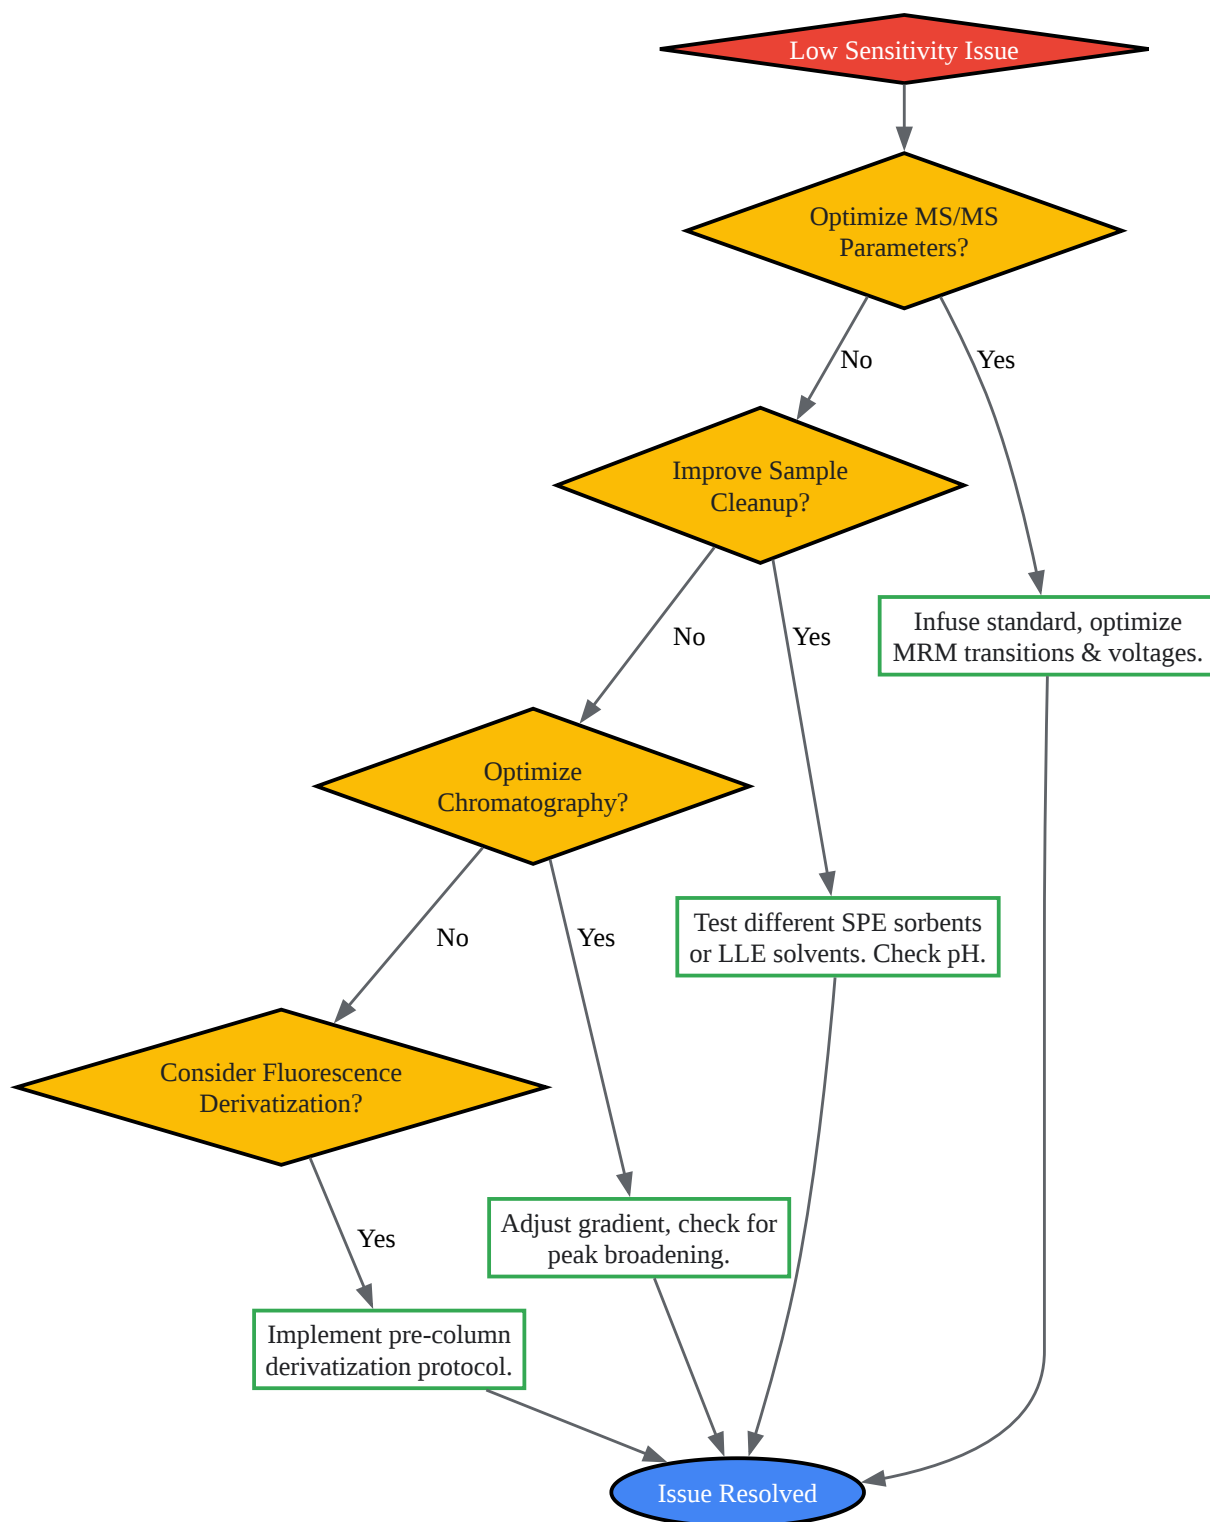 Low Sensitivity Issue
Optimize MS/MS
Parameters?
No
Yes
Improve Sample
Cleanup?
Infuse standard, optimize
MRM transitions & voltages.
No
Yes
Optimize
Chromatography?
Test different SPE sorbents
or LLE solvents. Check pH.
No
Yes
Consider Fluorescence
Derivatization?
Adjust gradient, check for
peak broadening.
Yes
Implement pre-column
derivatization protocol.
Issue Resolved